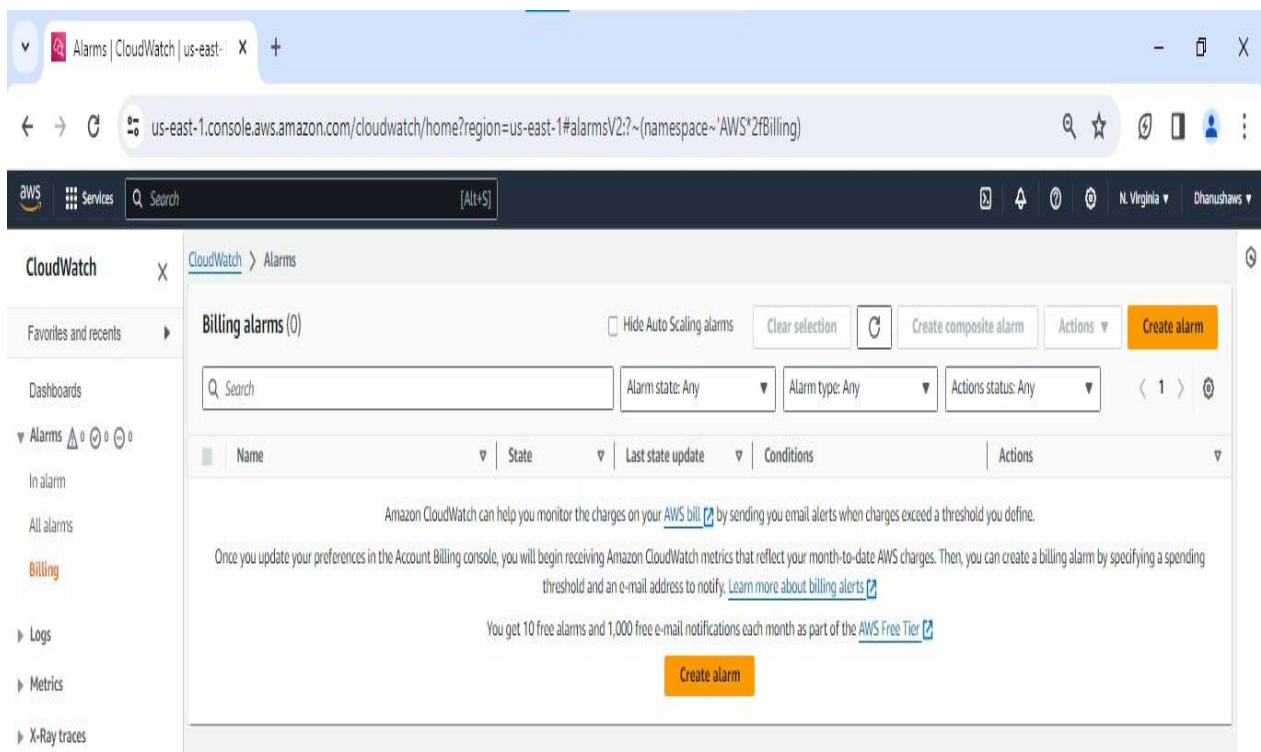 Alarms | CloudWatch | us-east-
us-east-1.console.aws.amazon.com/cloudwatch/home?region=us-east-1#alarmsV2:?~(namespace~'AWS*2fBilling)
aws Services Search [Alt+S] N. Virginia Dhanushaws
CloudWatch
CloudWatch > Alarms
Favorites and recents
Billing alarms (0) Hide Auto Scaling alarms Clear selection Create composite alarm Actions Create alarm
Dashboards
Search Alarm state: Any Alarm type: Any Actions status: Any < 1 >
Alarms 0 0 0
Name State Last state update Conditions Actions
In alarm
All alarms
Billing
Amazon CloudWatch can help you monitor the charges on your AWS bill by sending you email alerts when charges exceed a threshold you define.
Once you update your preferences in the Account Billing console, you will begin receiving Amazon CloudWatch metrics that reflect your month-to-date AWS charges. Then, you can create a billing alarm by specifying a spending
threshold and an e-mail address to notify. Learn more about billing alerts
You get 10 free alarms and 1,000 free e-mail notifications each month as part of the AWS Free Tier
Create alarm
Logs
Metrics
X-Ray traces